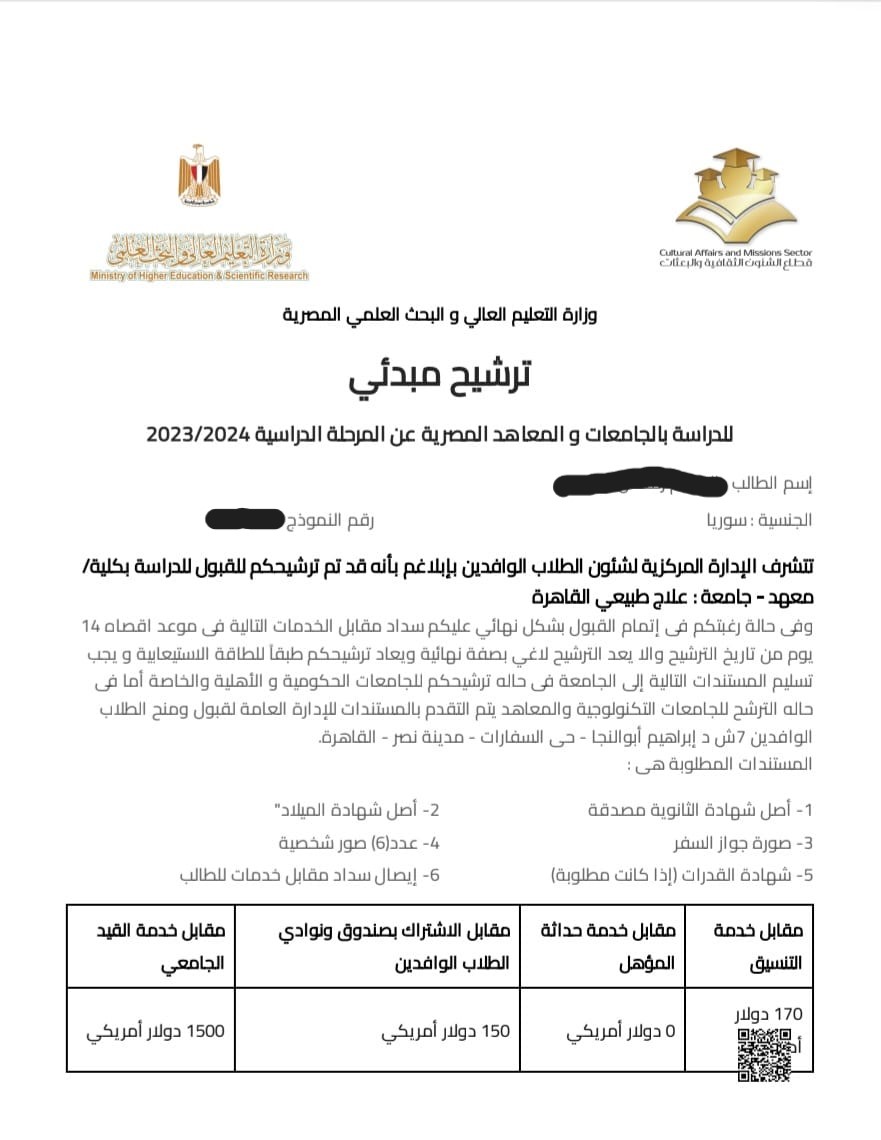 وزارة التعليم العالي والبحث العلمي
Ministry of Higher Education & Scientific Research
Cultural Affairs and Missions Sector
قطاع الشئون الثقافية والبعثات
وزارة التعليم العالي و البحث العلمي المصرية
ترشيح مبدئي
للدراسة بالجامعات و المعاهد المصرية عن المرحلة الدراسية 2023/2024
إسم الطالب
الجنسية : سوريا
رقم النموذج
تتشرف الإدارة المركزية لشئون الطلاب الوافدين بإبلاغم بأنه قد تم ترشيحكم للقبول للدراسة بكلية/
معهد - جامعة : علاج طبيعي القاهرة
وفى حالة رغبتكم فى إتمام القبول بشكل نهائي عليكم سداد مقابل الخدمات التالية فى موعد اقصاه 14
يوم من تاريخ الترشيح والا يعد الترشيح لاغي بصفة نهائية ويعاد ترشيحكم طبقاً للطاقة الاستيعابية و يجب
تسليم المستندات التالية إلى الجامعة فى حاله ترشيحكم للجامعات الحكومية و الأهلية والخاصة أما فى
حاله الترشح للجامعات التكنولوجية والمعاهد يتم التقدم بالمستندات للإدارة العامة لقبول ومنح الطلاب
الوافدين 7ش د إبراهيم أبوالنجا - حى السفارات - مدينة نصر - القاهرة.
المستندات المطلوبة هى :
1- أصل شهادة الثانوية مصدقة
2- أصل شهادة الميلاد"
3- صورة جواز السفر
4- عدد(6) صور شخصية
5- شهادة القدرات (إذا كانت مطلوبة)
6- إيصال سداد مقابل خدمات للطالب
مقابل خدمة
التنسيق
مقابل خدمة حداثة
المؤهل
مقابل الاشتراك بصندوق ونوادي
الطلاب الوافدين
مقابل خدمة القيد
الجامعي
170 دولار
0 دولار أمريكي
150 دولار أمريكي
1500 دولار أمريكي